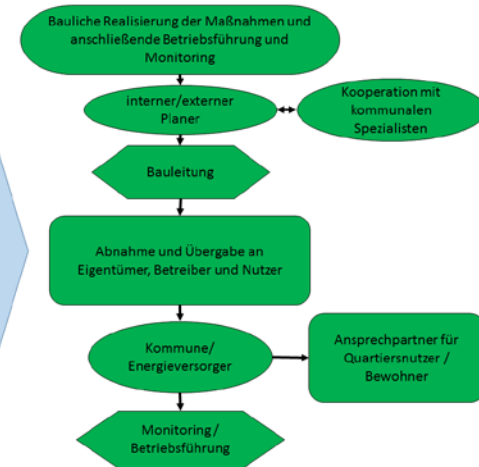 Bauliche Realisierung der Maßnahmen und
anschließende Betriebsführung und
Monitoring
interner/externer
Planer
Kooperation mit
kommunalen
Spezialisten
Bauleitung
Abnahme und Übergabe an
Eigentümer, Betreiber und Nutzer
Kommune/
Energieversorger
Ansprechpartner für
Quartiersnutzer /
Bewohner
Monitoring/
Betriebsführung